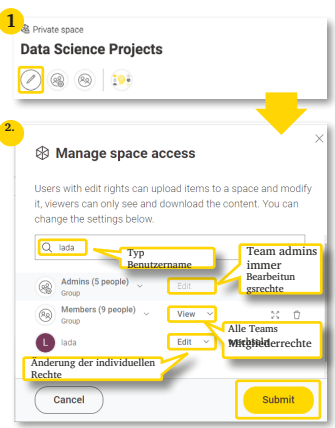 1
Private space
Data Science Projects
2.
Manage space access
Users with edit rights can upload items to a space and modify
it, viewers can only see and download the content. You can
change the settings below.
lada
Typ
Benutzername
Team admins
immer
Bearbeitun
gsrechte
Admins (5 people)
Group
Edit
Members (9 people)
Group
View
Alle Teams
Mitgliederrechte
L
lada
Edit
Änderung der individuellen
Rechte
Cancel
Submit